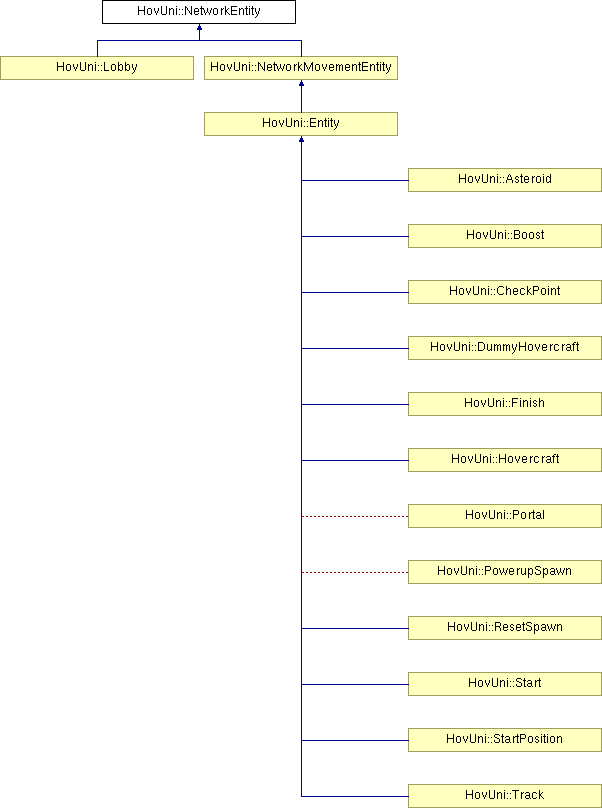 HovUni::NetworkEntity
HovUni::Lobby
HovUni::NetworkMovementEntity
HovUni::Entity
HovUni::Asteroid
HovUni::Boost
HovUni::CheckPoint
HovUni::DummyHovercraft
HovUni::Finish
HovUni::Hovercraft
HovUni::Portal
HovUni::PowerupSpawn
HovUni::ResetSpawn
HovUni::Start
HovUni::StartPosition
HovUni::Track